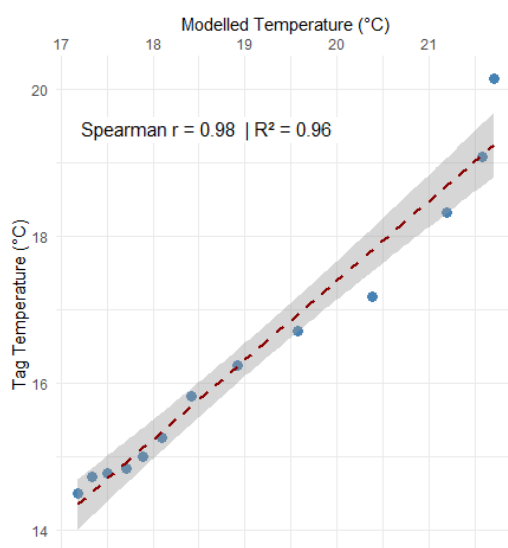 Modelled Temperature (°C)
17 18 19 20 21
Spearman r = 0.98 | R² = 0.96
Tag Temperature (°C)
20
18
16
14